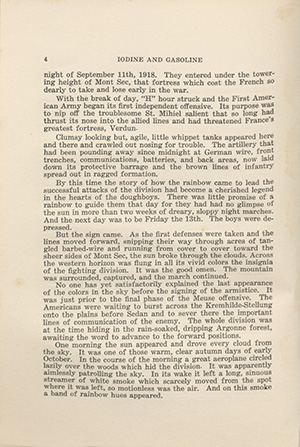 4 IODINE AND GASOLINE
night of September 11th, 1918. They entered under the tower-
ing height of Mont Sec, that fortress which cost the French so
dearly to take and lose early in the war.
With the break of day, "H" hour struck and the First Amer-
ican Army began its first independent offensive. Its purpose was
to nip off the troublesome St. Mihiel salient that so long had
thrust its nose into the allied lines and had threatened France's
greatest fortress, Verdun.
Clumsy looking but, agile, little whippet tanks appeared here
and there and crawled out nosing for trouble. The artillery that
had been pounding away since midnight at German wire, front
trenches, communications, batteries, and back areas, now laid
down its protective barrage and the brown lines of infantry
spread out in ragged formation.
By this time the story of how the rainbow came to lead the
successful attacks of the division had become a cherished legend
in the hearts of the doughboys. There was little promise of a
rainbow to guide them that day for they had had no glimpse of
the sun in more than two weeks of dreary, sloppy night marches.
And the next day was to be Friday the 13th. The boys were de-
pressed.
But the sign came. As the first defenses were taken and the
lines moved forward, snipping their way through acres of tan-
gled barbed-wire and running from cover to cover toward the
sheer sides of Mont Sec, the sun broke through the clouds. Across
the western horizon was flung in all its vivid colors the insignia
of the fighting division. It was the good omen. The mountain
was surrounded, captured, and the march continued.
No one has yet satisfactorily explained the last appearance
of the colors in the sky before the signing of the armistice. It
was just prior to the final phase of the Meuse offensive. The
Americans were waiting to burst across the Kremhilde-Stellung
onto the plains before Sedan and to sever there the important
lines of communication of the enemy. The whole division was
at the time hiding in the rain-soaked, dripping Argonne forest,
awaiting the word to advance to the forward positions.
One morning the sun appeared and drove every cloud from
the sky. It was one of those warm, clear autumn days of early
October. In the course of the morning a great aeroplane circled
lazily over the woods which hid the division. It was apparently
aimlessly patrolling the sky. In its wake it left a long, sinuous
streamer of white smoke which scarcely moved from the spot
where it was left, so motionless was the air. And on this smoke
a band of rainbow hues appeared.